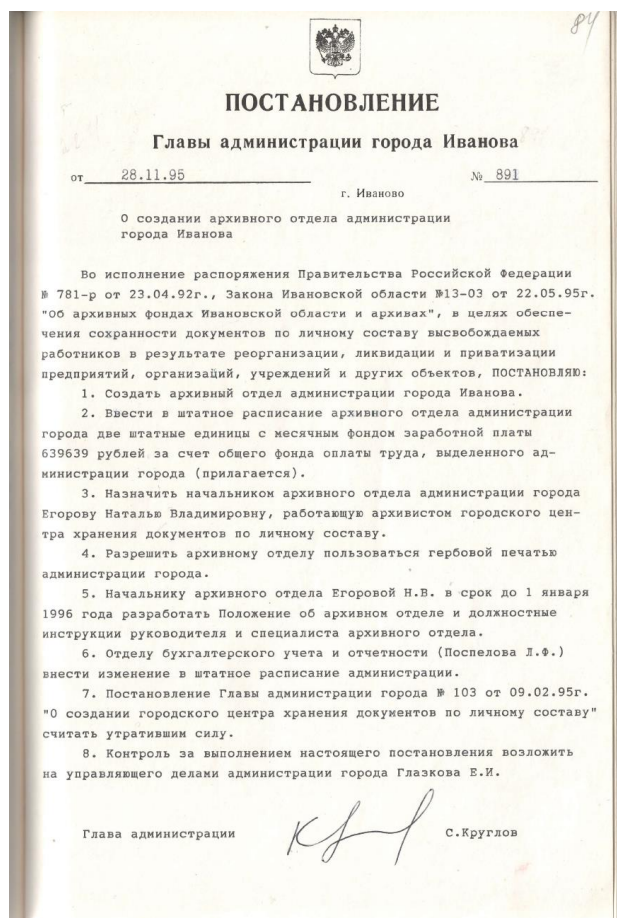 84
ПОСТАНОВЛЕНИЕ
Главы администрации города Иванова
от 28.11.95 № 891
г. Иваново
О создании архивного отдела администрации
города Иванова
Во исполнение распоряжения Правительства Российской Федерации
№ 781-р от 23.04.92г., Закона Ивановской области №13-03 от 22.05.95г.
"Об архивных фондах Ивановской области и архивах", в целях обеспе-
чения сохранности документов по личному составу высвобождаемых
работников в результате реорганизации, ликвидации и приватизации
предприятий, организаций, учреждений и других объектов, ПОСТАНОВЛЯЮ:
1. Создать архивный отдел администрации города Иванова.
2. Ввести в штатное расписание архивного отдела администрации
города две штатные единицы с месячным фондом заработной платы
639639 рублей за счет общего фонда оплаты труда, выделенного ад-
министрации города (прилагается).
3. Назначить начальником архивного отдела администрации города
Егорову Наталью Владимировну, работающую архивистом городского цен-
тра хранения документов по личному составу.
4. Разрешить архивному отделу пользоваться гербовой печатью
администрации города.
5. Начальнику архивного отдела Егоровой Н.В. в срок до 1 января
1996 года разработать Положение об архивном отделе и должностные
инструкции руководителя и специалиста архивного отдела.
6. Отделу бухгалтерского учета и отчетности (Поспелова Л.Ф.)
внести изменение в штатное расписание администрации.
7. Постановление Главы администрации города № 103 от 09.02.95г.
"О создании городского центра хранения документов по личному составу"
считать утратившим силу.
8. Контроль за выполнением настоящего постановления возложить
на управляющего делами администрации города Глазкова Е.И.
Глава администрации С.Круглов